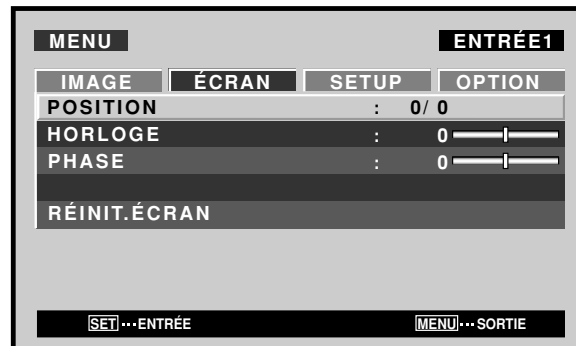 MENU ENTRÉE1
IMAGE ÉCRAN SETUP OPTION
POSITION : 0/ 0
HORLOGE : 0
PHASE : 0
RÉINIT.ÉCRAN
SET ··· ENTRÉE MENU ··· SORTIE